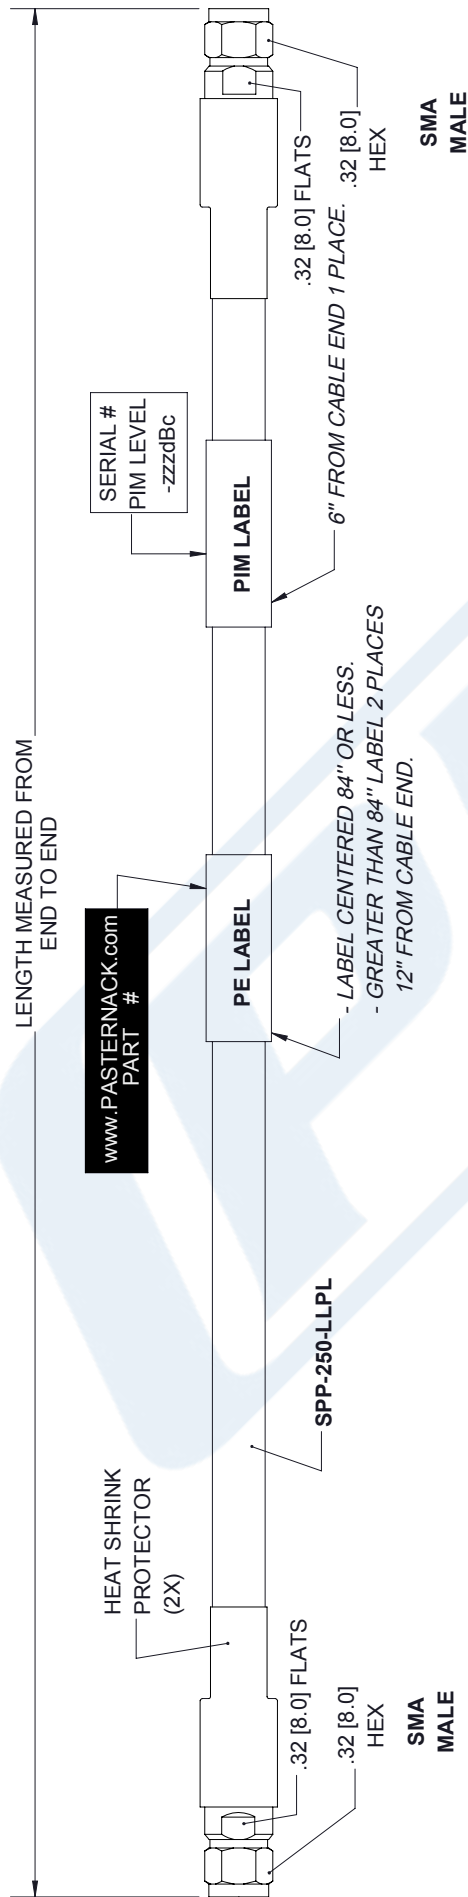 LENGTH MEASURED FROM
END TO END
HEAT SHRINK
PROTECTOR
(2X)
www.PASTERNACK.com
PART #
SERIAL #
PIM LEVEL
-zzzdBc
PE LABEL
PIM LABEL
.32 [8.0] FLATS
.32 [8.0]
HEX
SMA
MALE
SPP-250-LLPL
- LABEL CENTERED 84" OR LESS.
- GREATER THAN 84" LABEL 2 PLACES
12" FROM CABLE END.
6" FROM CABLE END 1 PLACE.
.32 [8.0] FLATS
.32 [8.0]
HEX
SMA
MALE